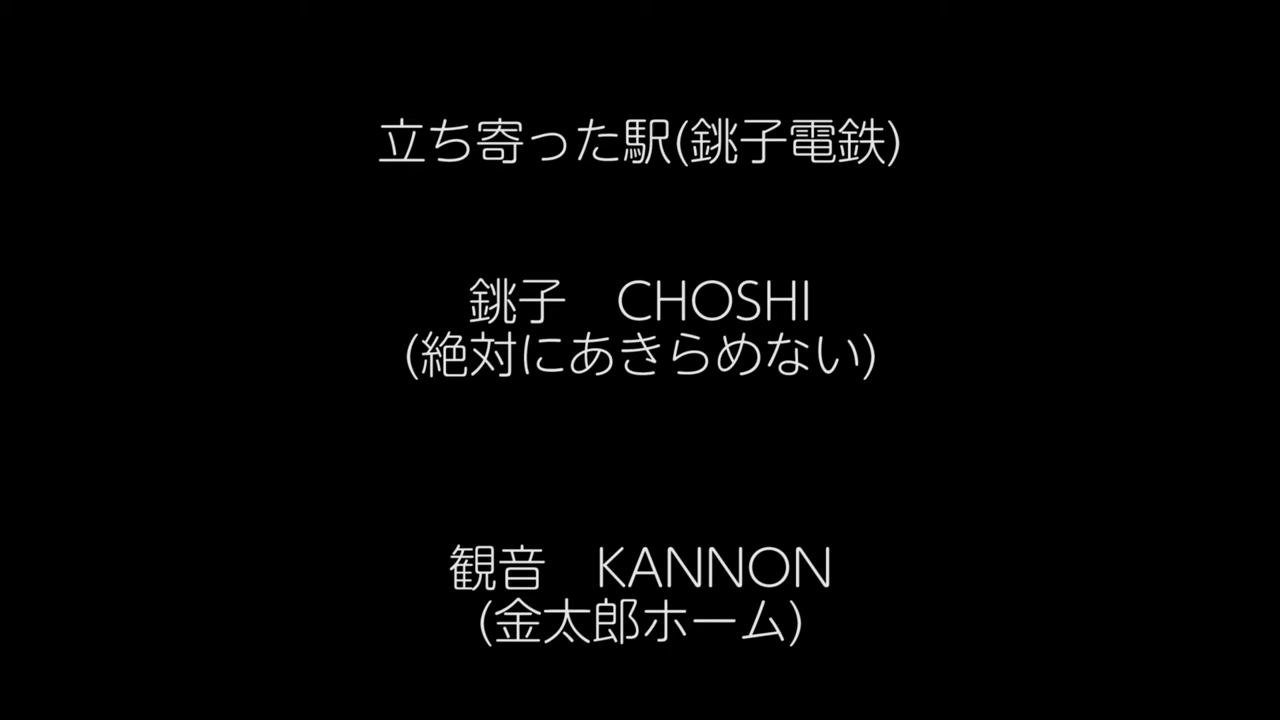 立ち寄った駅(銚子電鉄)
銚子　CHOSHI
(絶対にあきらめない)
観音　KANNON
(金太郎ホーム)